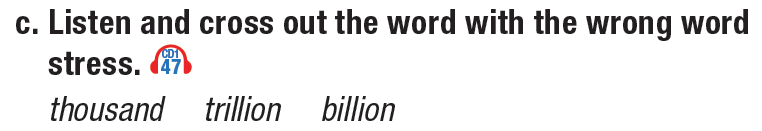 c. Listen and cross out the word with the wrong word
stress. CD1 47
thousand trillion billion